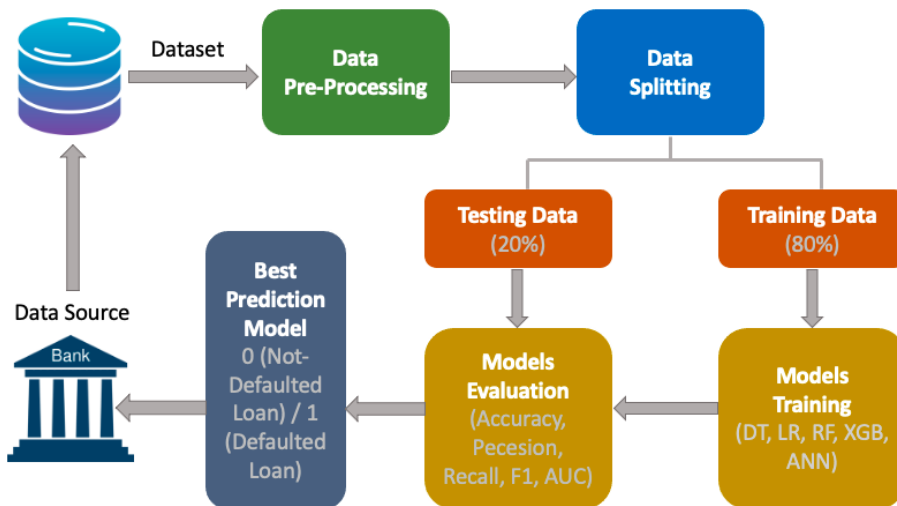 Dataset
Data
Pre-Processing
Data
Splitting
Testing Data
(20%)
Training Data
(80%)
Best
Prediction
Model
0 (Not-
Defaulted
Loan) / 1
(Defaulted
Loan)
Data Source
Bank
Models
Evaluation
(Accuracy,
Pecesion,
Recall, F1, AUC)
Models
Training
(DT, LR, RF, XGB,
ANN)